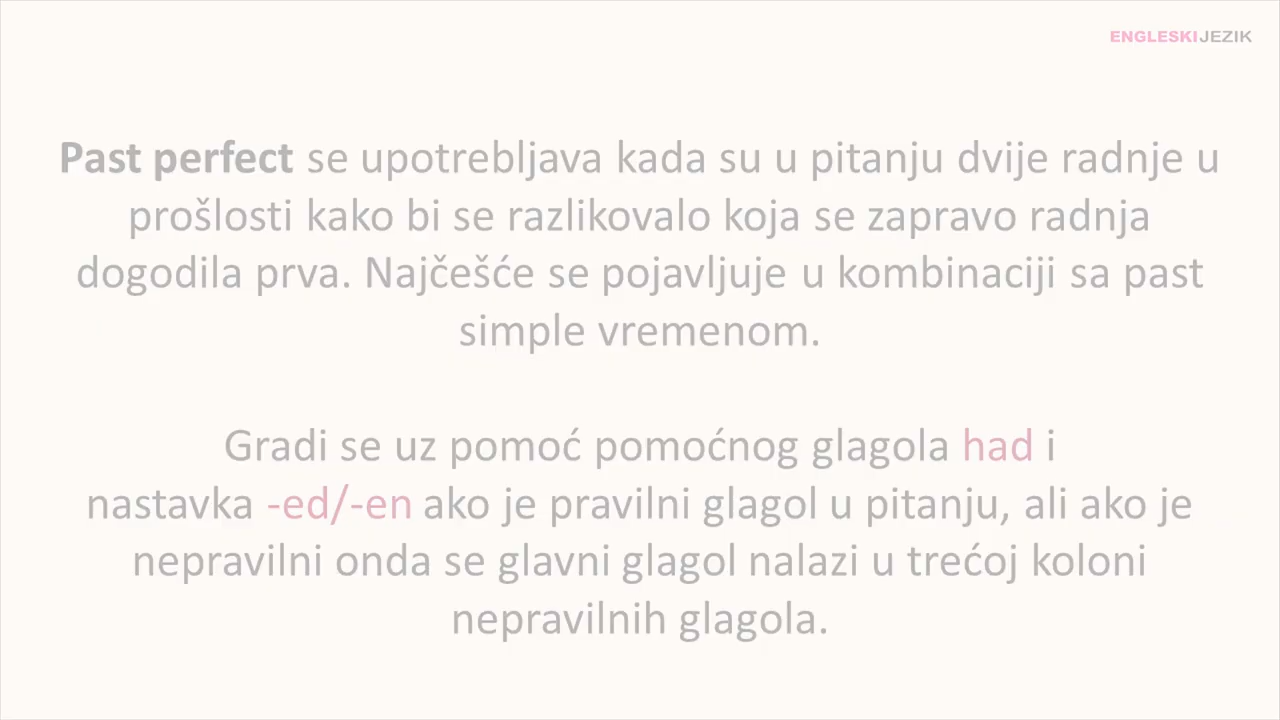 ENGLESKIJEZIK
Past perfect se upotrebljava kada su u pitanju dvije radnje u
prošlosti kako bi se razlikovalo koja se zapravo radnja
dogodila prva. Najčešće se pojavljuje u kombinaciji sa past
simple vremenom.
Gradi se uz pomoć pomoćnog glagola had i
nastavka -ed/-en ako je pravilni glagol u pitanju, ali ako je
nepravilni onda se glavni glagol nalazi u trećoj koloni
nepravilnih glagola.